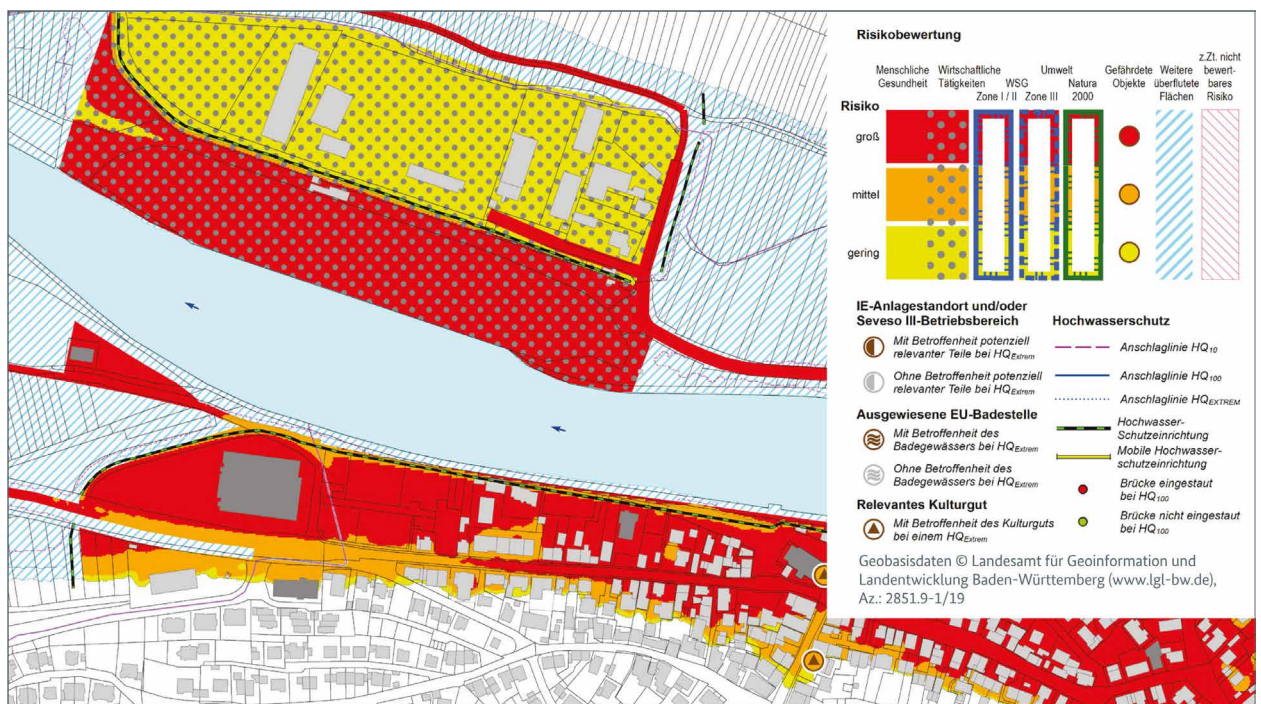 Risikobewertung
Menschliche Gesundheit
Wirtschaftliche Tätigkeiten
Umwelt
WSG
Zone I / II
Zone III
Natura 2000
Gefährdete Objekte
Weitere überflutete Flächen
z.Zt. nicht bewert-bares Risiko
Risiko
groß
mittel
gering
IE-Anlagestandort und/oder
Seveso III-Betriebsbereich
Mit Betroffenheit potenziell
relevanter Teile bei HQExtrem
Ohne Betroffenheit potenziell
relevanter Teile bei HQExtrem
Ausgewiesene EU-Badestelle
Mit Betroffenheit des
Badegewässers bei HQExtrem
Ohne Betroffenheit des
Badegewässers bei HQExtrem
Relevantes Kulturgut
Mit Betroffenheit des Kulturguts
bei einem HQExtrem
Hochwasserschutz
Anschlaglinie HQ10
Anschlaglinie HQ100
Anschlaglinie HQEXTREM
Hochwasser-
Schutzeinrichtung
Mobile Hochwasser-
schutzeinrichtung
Brücke eingestaut
bei HQ100
Brücke nicht eingestaut
bei HQ100
Geobasisdaten © Landesamt für Geoinformation und
Landentwicklung Baden-Württemberg (www.lgl-bw.de),
Az.: 2851.9-1/19